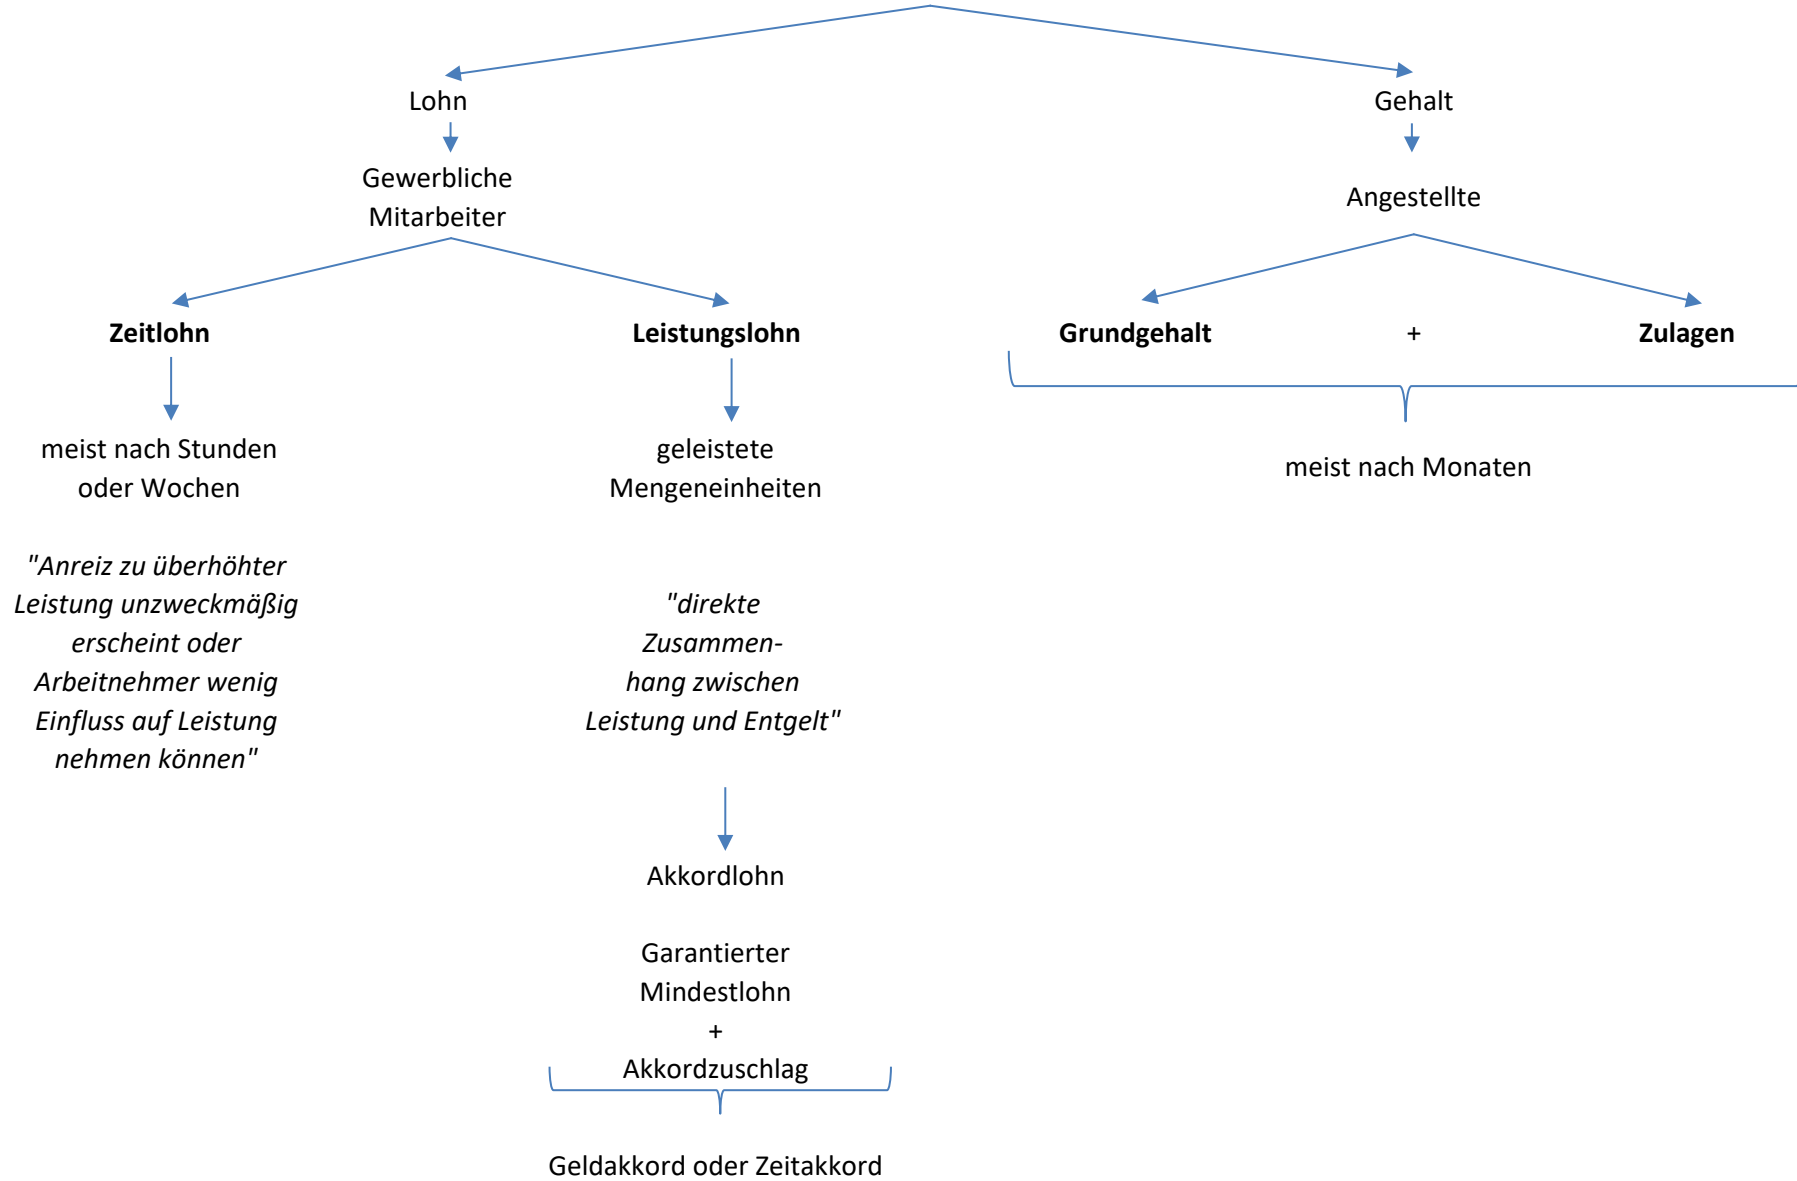 Lohn
Gehalt
Gewerbliche
Mitarbeiter
Angestellte
Zeitlohn
Leistungslohn
Grundgehalt + Zulagen
meist nach Stunden
oder Wochen
geleistete
Mengeneinheiten
meist nach Monaten
"Anreiz zu überhöhter
Leistung unzweckmäßig
erscheint oder
Arbeitnehmer wenig
Einfluss auf Leistung
nehmen können"
"direkte
Zusammen-
hang zwischen
Leistung und Entgelt"
Akkordlohn
Garantierter
Mindestlohn
+
Akkordzuschlag
Geldakkord oder Zeitakkord